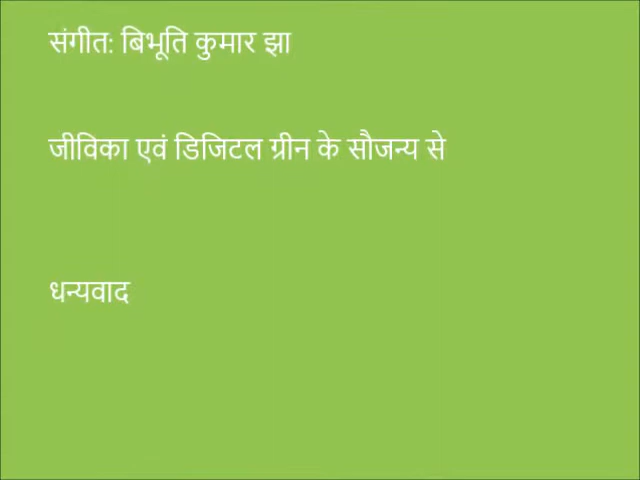 संगीत: बिभूति कुमार झा
जीविका एवं डिजिटल ग्रीन के सौजन्य से
धन्यवाद